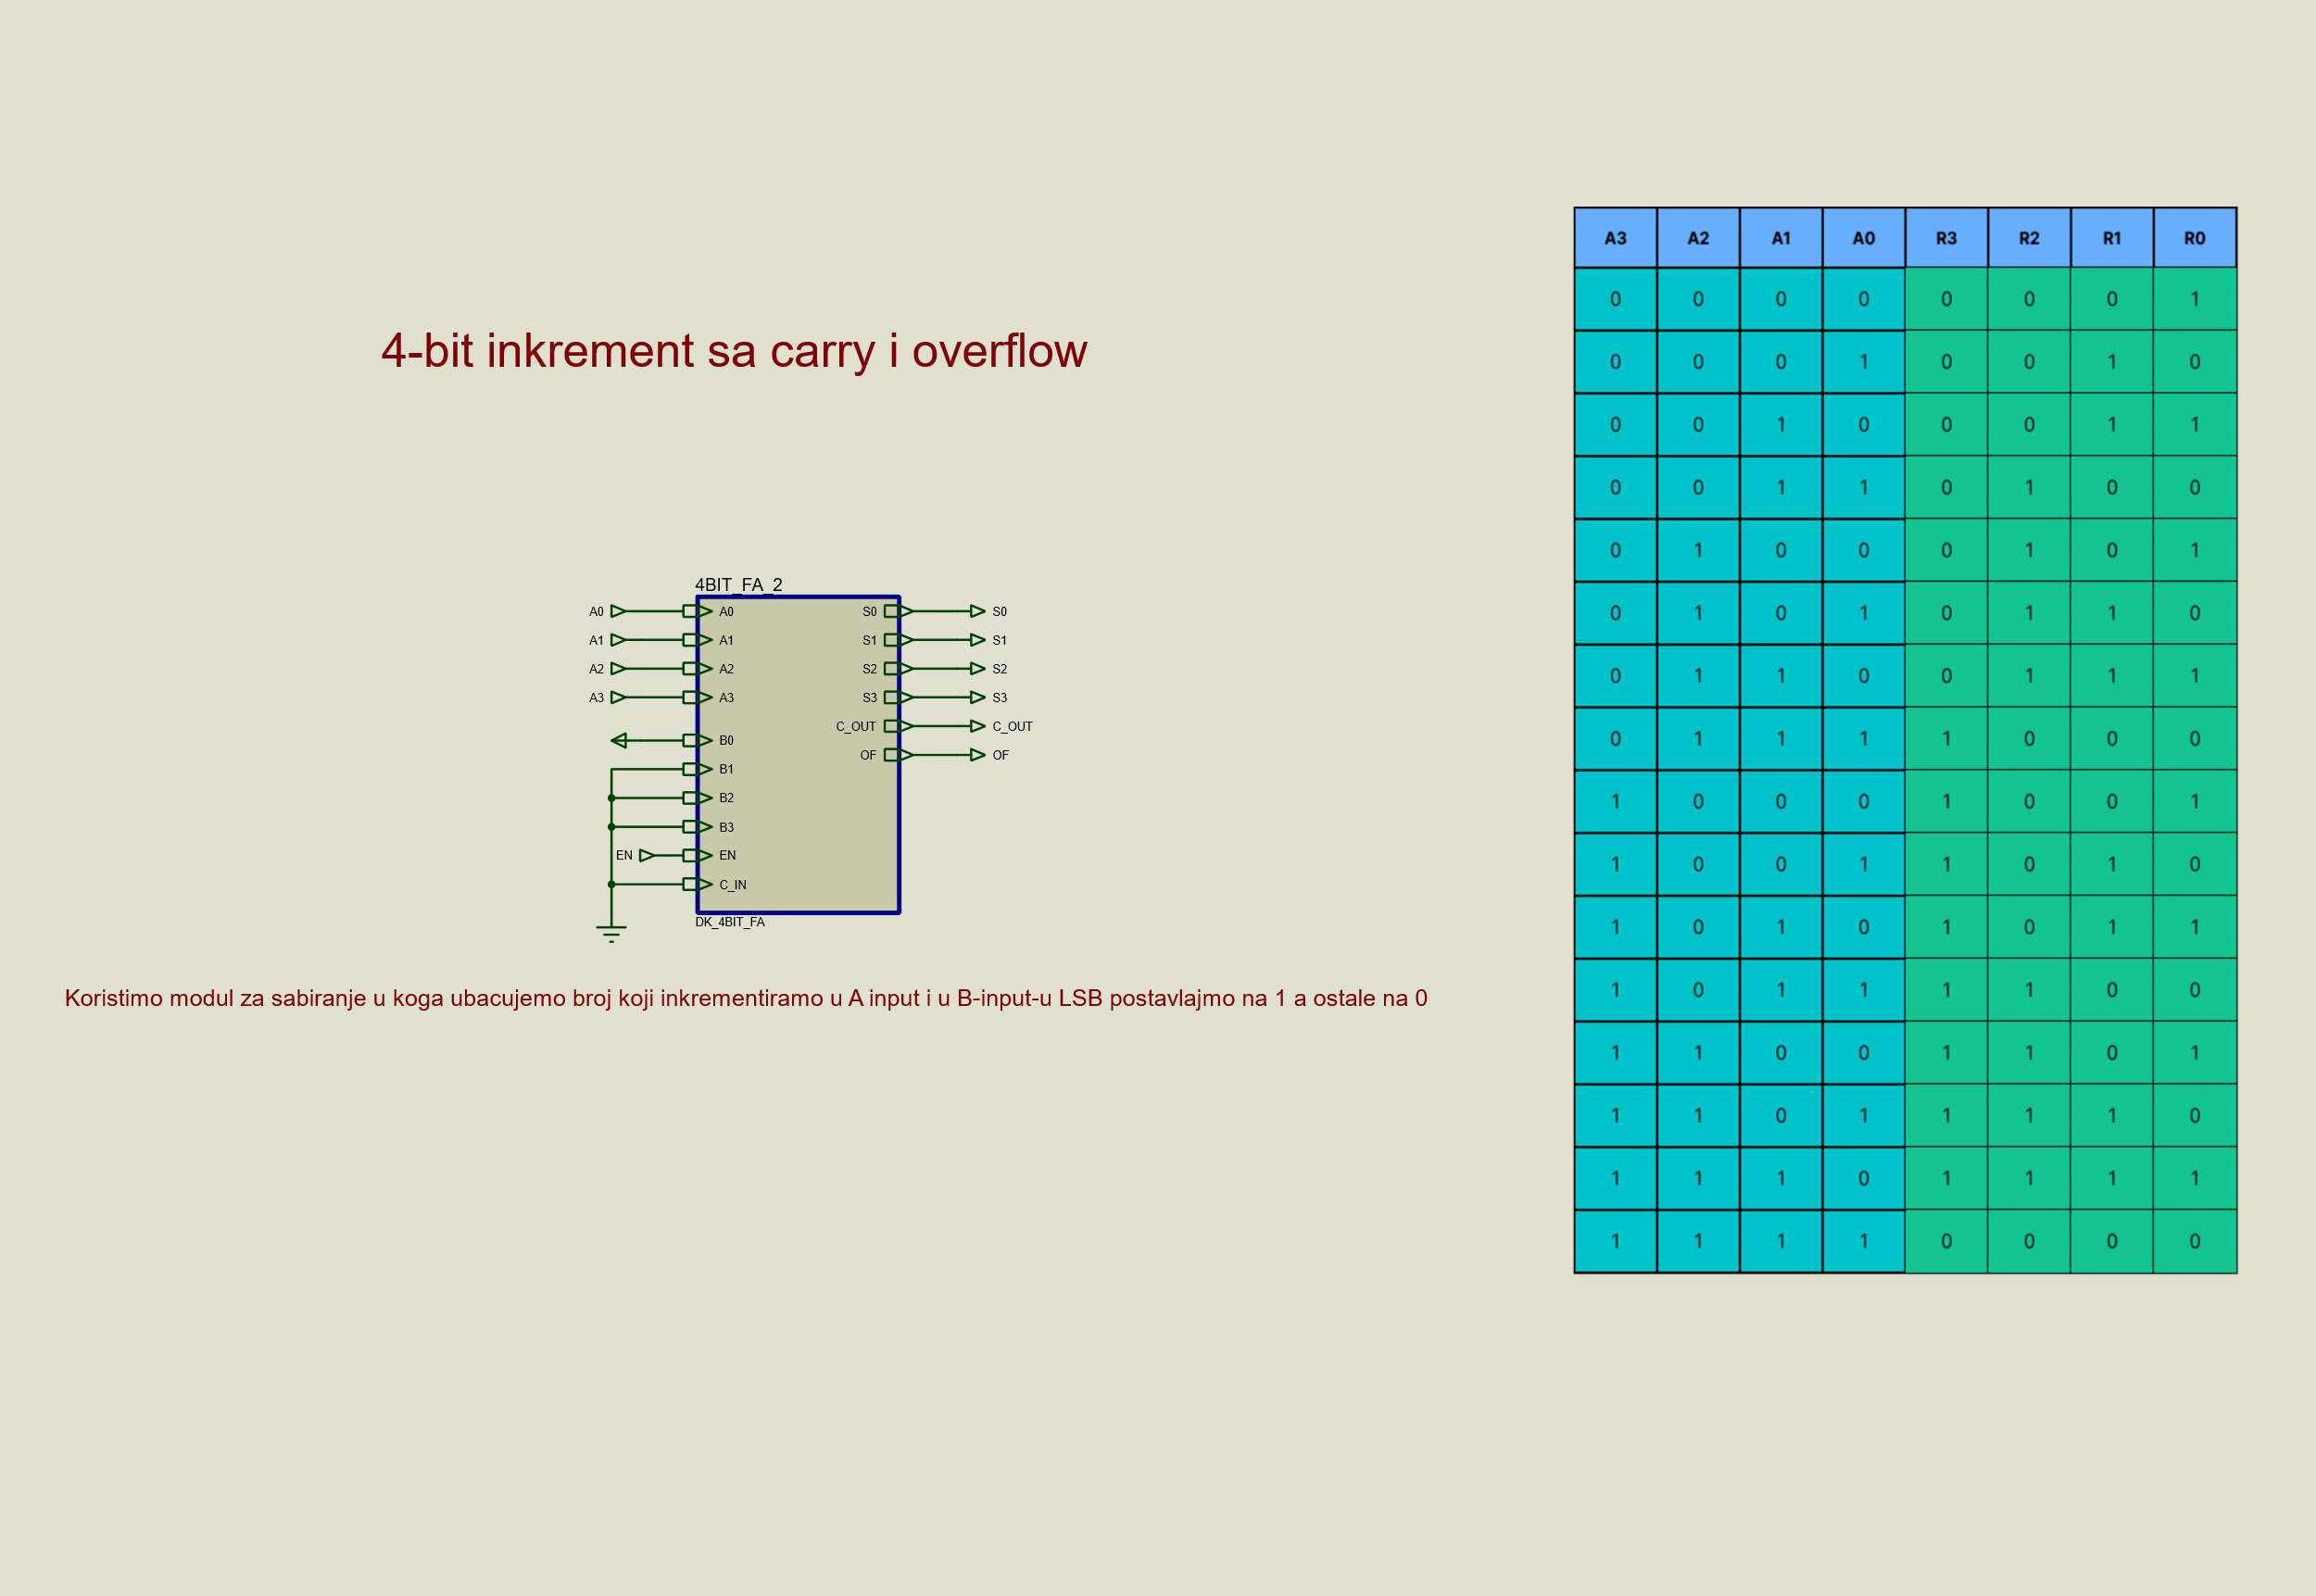 4-bit inkrement sa carry i overflow
4BIT_FA_2
A0 A0 S0 S0
A1 A1 S1 S1
A2 A2 S2 S2
A3 A3 S3 S3
C_OUT C_OUT
B0
OF OF
B1
B2
B3
EN EN
C_IN
DK_4BIT_FA
Koristimo modul za sabiranje u koga ubacujemo broj koji inkrementiramo u A input i u B-input-u LSB postavlajmo na 1 a ostale na 0
A3 A2 A1 A0 R3 R2 R1 R0
0 0 0 0 0 0 0 1
0 0 0 1 0 0 1 0
0 0 1 0 0 0 1 1
0 0 1 1 0 1 0 0
0 1 0 0 0 1 0 1
0 1 0 1 0 1 1 0
0 1 1 0 0 1 1 1
0 1 1 1 1 0 0 0
1 0 0 0 1 0 0 1
1 0 0 1 1 0 1 0
1 0 1 0 1 0 1 1
1 0 1 1 1 1 0 0
1 1 0 0 1 1 0 1
1 1 0 1 1 1 1 0
1 1 1 0 1 1 1 1
1 1 1 1 0 0 0 0